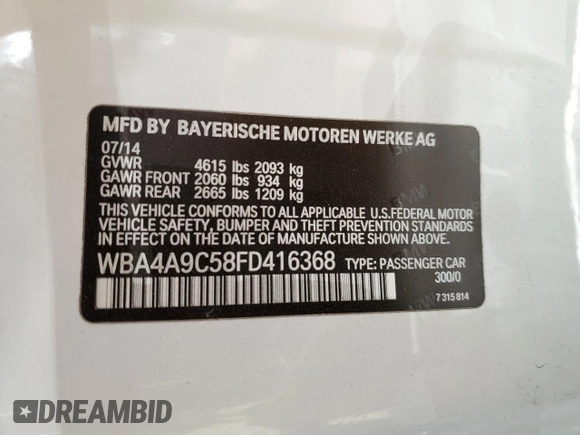 MFD BY BAYERISCHE MOTOREN WERKE AG
07/14
GVWR 4615 lbs 2093 kg
GAWR FRONT 2060 lbs 934 kg
GAWR REAR 2665 lbs 1209 kg
THIS VEHICLE CONFORMS TO ALL APPLICABLE U.S.FEDERAL MOTOR
VEHICLE SAFETY, BUMPER AND THEFT PREVENTION STANDARDS
IN EFFECT ON THE DATE OF MANUFACTURE SHOWN ABOVE.
WBA4A9C58FD416368 TYPE: PASSENGER CAR
300/0
7 315 814
DREAMBID